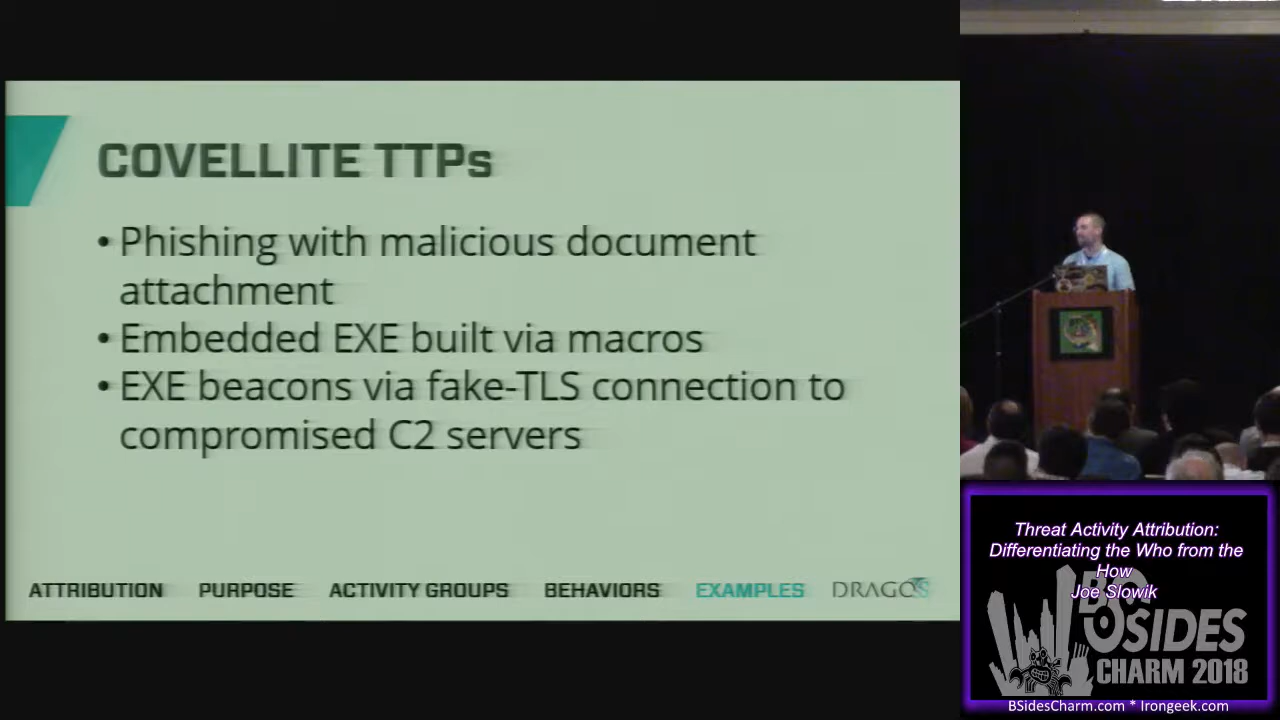 COVELLITE TTPs
• Phishing with malicious document
attachment
• Embedded EXE built via macros
• EXE beacons via fake-TLS connection to
compromised C2 servers
ATTRIBUTION PURPOSE ACTIVITY GROUPS BEHAVIORS EXAMPLES DRAGOS
Threat Activity Attribution:
Differentiating the Who from the
How
Joe Slowik
BSIDES
CHARM 2018
BSidesCharm.com * Irongeek.com